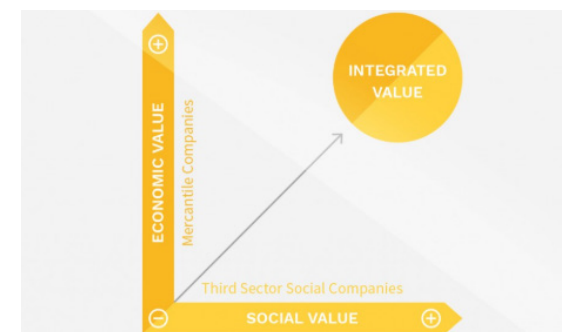 INTEGRATED
VALUE
ECONOMIC VALUE
Mercantile Companies
Third Sector Social Companies
SOCIAL VALUE